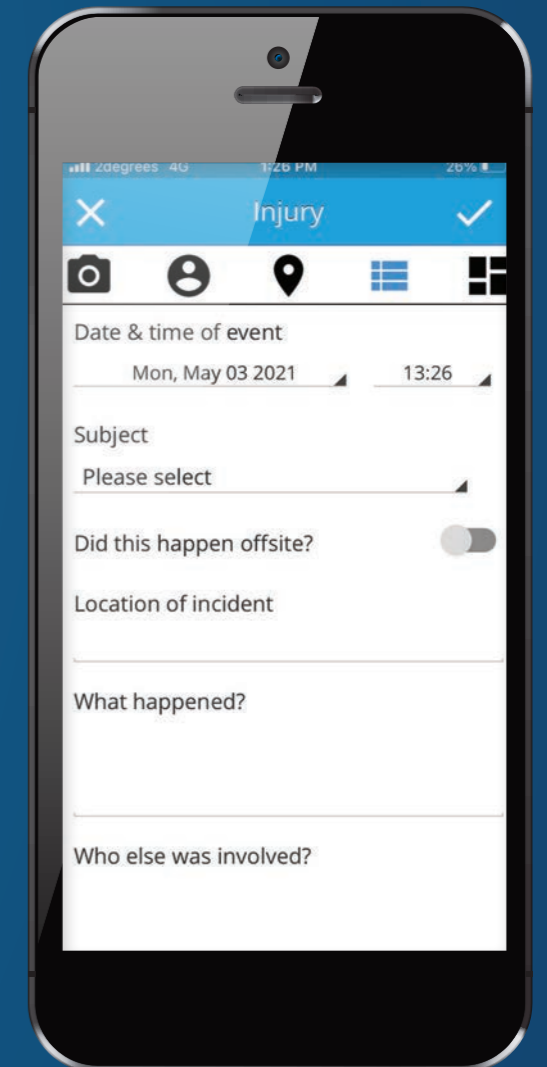 2degrees 4G 1:26 PM 26%
Injury
Date & time of event
Mon, May 03 2021 13:26
Subject
Please select
Did this happen offsite?
Location of incident
What happened?
Who else was involved?